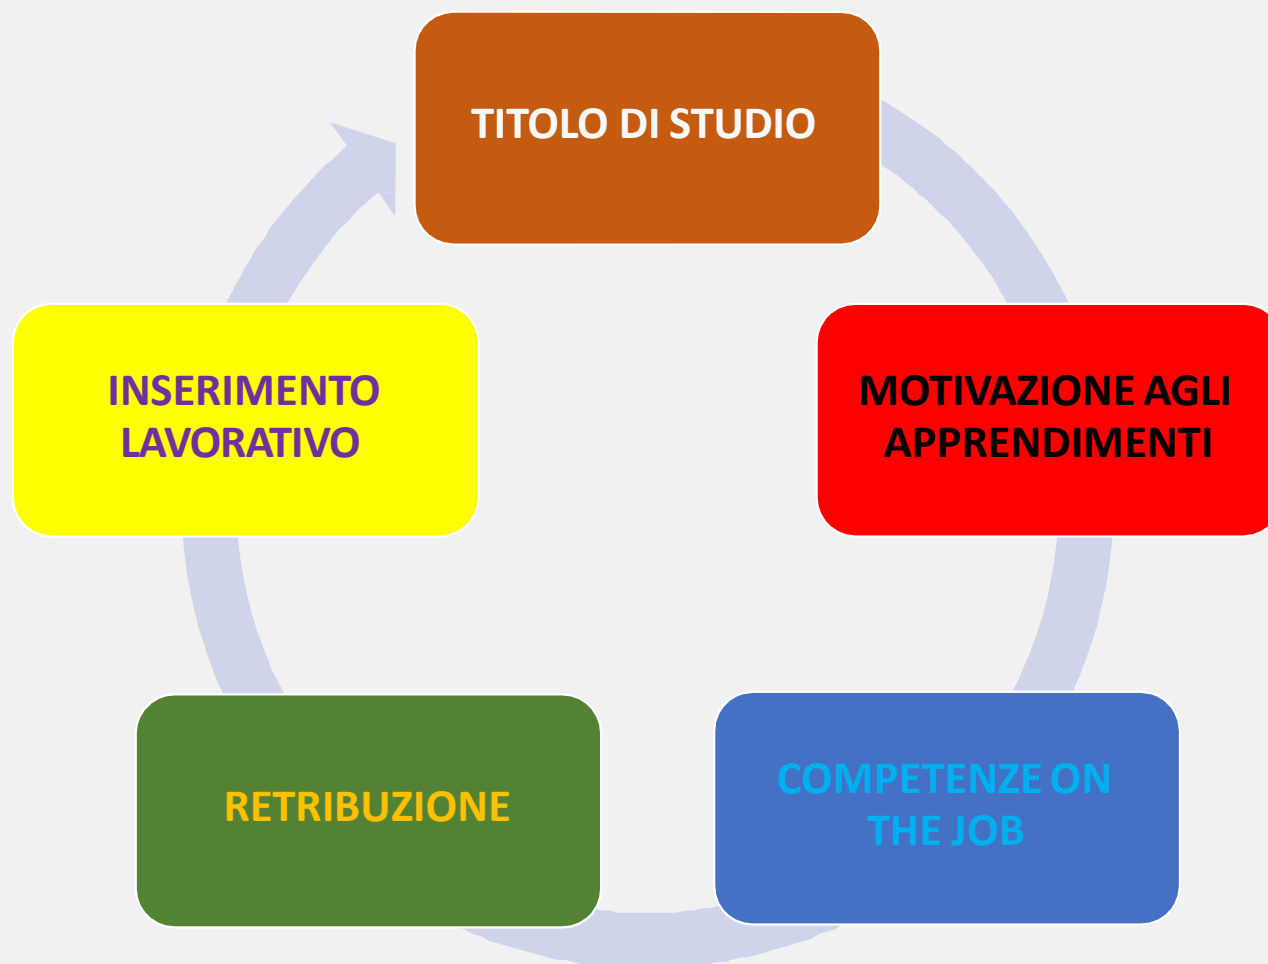 TITOLO DI STUDIO
MOTIVAZIONE AGLI
APPRENDIMENTI
COMPETENZE ON
THE JOB
RETRIBUZIONE
INSERIMENTO
LAVORATIVO